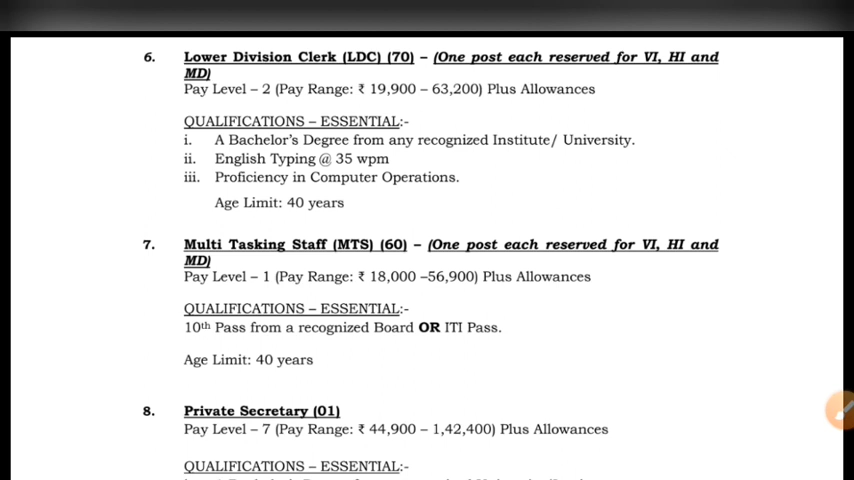 6. Lower Division Clerk (LDC) (70) – (One post each reserved for VI, HI and
MD)
Pay Level – 2 (Pay Range: ₹ 19,900 – 63,200) Plus Allowances
QUALIFICATIONS – ESSENTIAL:-
i. A Bachelor's Degree from any recognized Institute/ University.
ii. English Typing @ 35 wpm
iii. Proficiency in Computer Operations.
Age Limit: 40 years
7. Multi Tasking Staff (MTS) (60) – (One post each reserved for VI, HI and
MD)
Pay Level – 1 (Pay Range: ₹ 18,000 –56,900) Plus Allowances
QUALIFICATIONS – ESSENTIAL:-
10th Pass from a recognized Board OR ITI Pass.
Age Limit: 40 years
8. Private Secretary (01)
Pay Level – 7 (Pay Range: ₹ 44,900 – 1,42,400) Plus Allowances
QUALIFICATIONS – ESSENTIAL:-